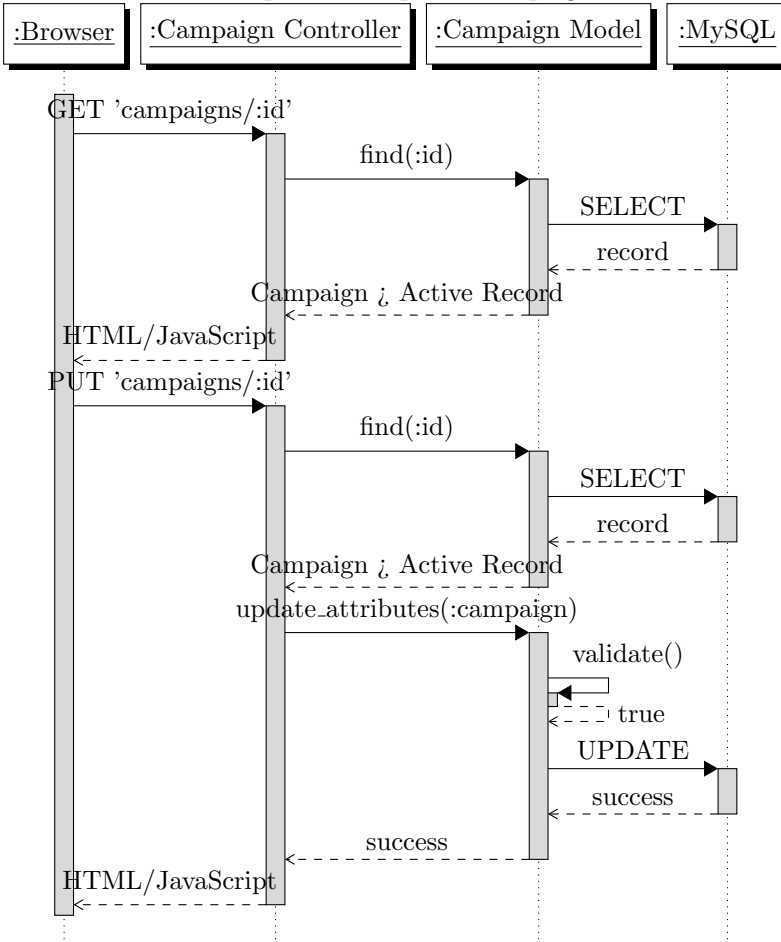 :Browser :Campaign Controller :Campaign Model :MySQL
GET 'campaigns/:id'
find(:id)
SELECT
record
Campaign ¿ Active Record
HTML/JavaScript
PUT 'campaigns/:id'
find(:id)
SELECT
record
Campaign ¿ Active Record
update_attributes(:campaign)
validate()
true
UPDATE
success
success
HTML/JavaScript